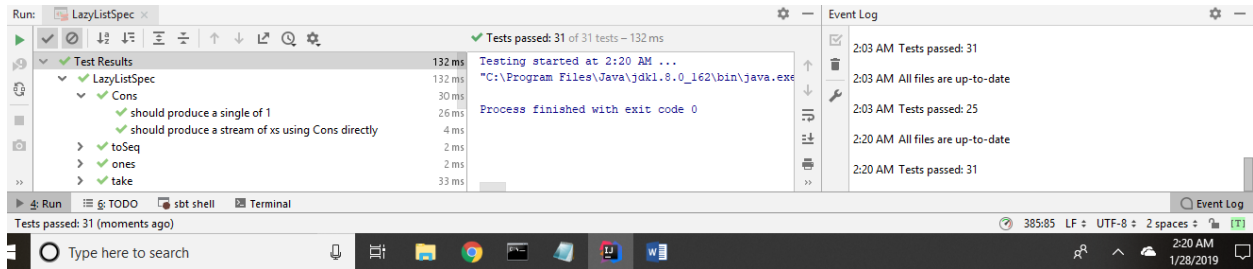 Run: LazyListSpec
Event Log
Tests passed: 31 of 31 tests – 132 ms
Test Results 132 ms
LazyListSpec 132 ms
Cons 30 ms
should produce a single of 1 26 ms
should produce a stream of xs using Cons directly 4 ms
toSeq 2 ms
ones 2 ms
take 33 ms
Testing started at 2:20 AM ...
"C:\Program Files\Java\jdk1.8.0_162\bin\java.exe
Process finished with exit code 0
2:03 AM Tests passed: 31
2:03 AM All files are up-to-date
2:03 AM Tests passed: 25
2:20 AM All files are up-to-date
2:20 AM Tests passed: 31
4: Run 6: TODO sbt shell Terminal Event Log
Tests passed: 31 (moments ago) 385:85 LF UTF-8 2 spaces [T]
Type here to search
2:20 AM
1/28/2019